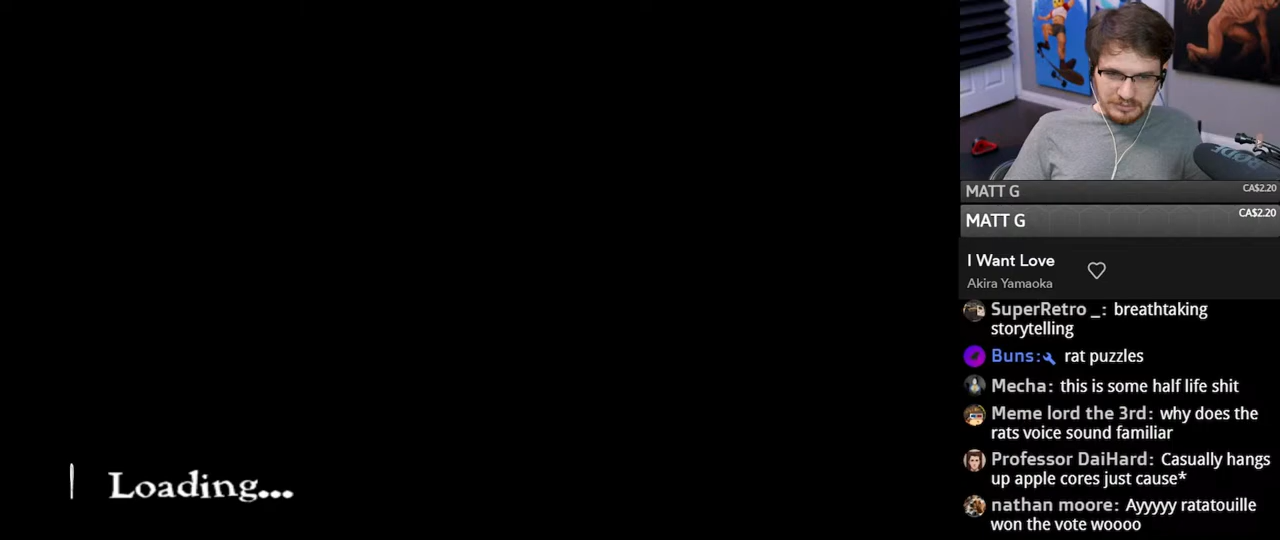 MATT G CA$2.20
MATT G CA$2.20
I Want Love
Akira Yamaoka
SuperRetro _: breathtaking
storytelling
Buns: rat puzzles
Mecha: this is some half life shit
Meme lord the 3rd: why does the
rats voice sound familiar
Professor DaiHard: Casually hangs
up apple cores just cause*
nathan moore: Ayyyyy ratatouille
won the vote woooo
Loading...
RODE